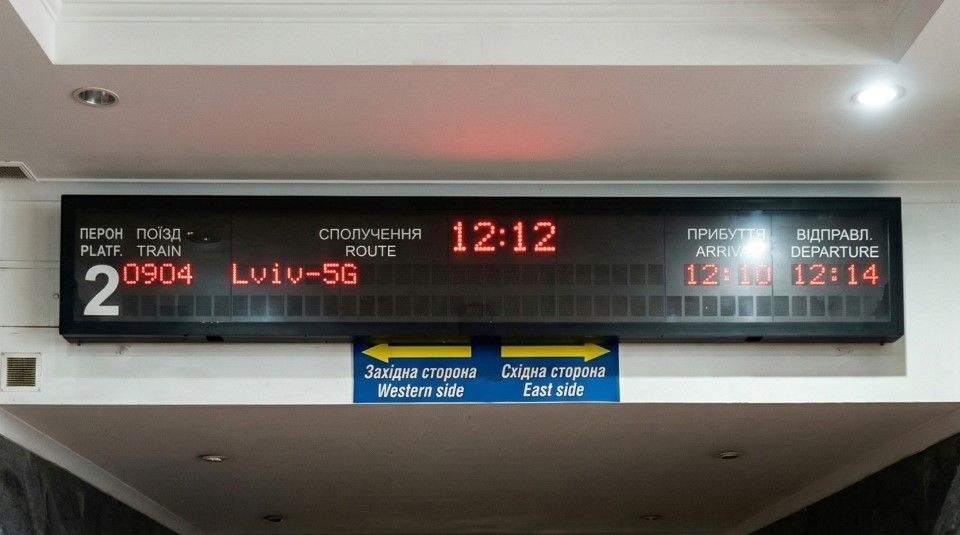 ПЕРОН ПОЇЗД СПОЛУЧЕННЯ 12:12 ПРИБУТТЯ ВІДПРАВЛ.
PLATF. TRAIN ROUTE ARRIVAL DEPARTURE
2 0904 Lviv-5G 12:10 12:14
Західна сторона Східна сторона
Western side East side